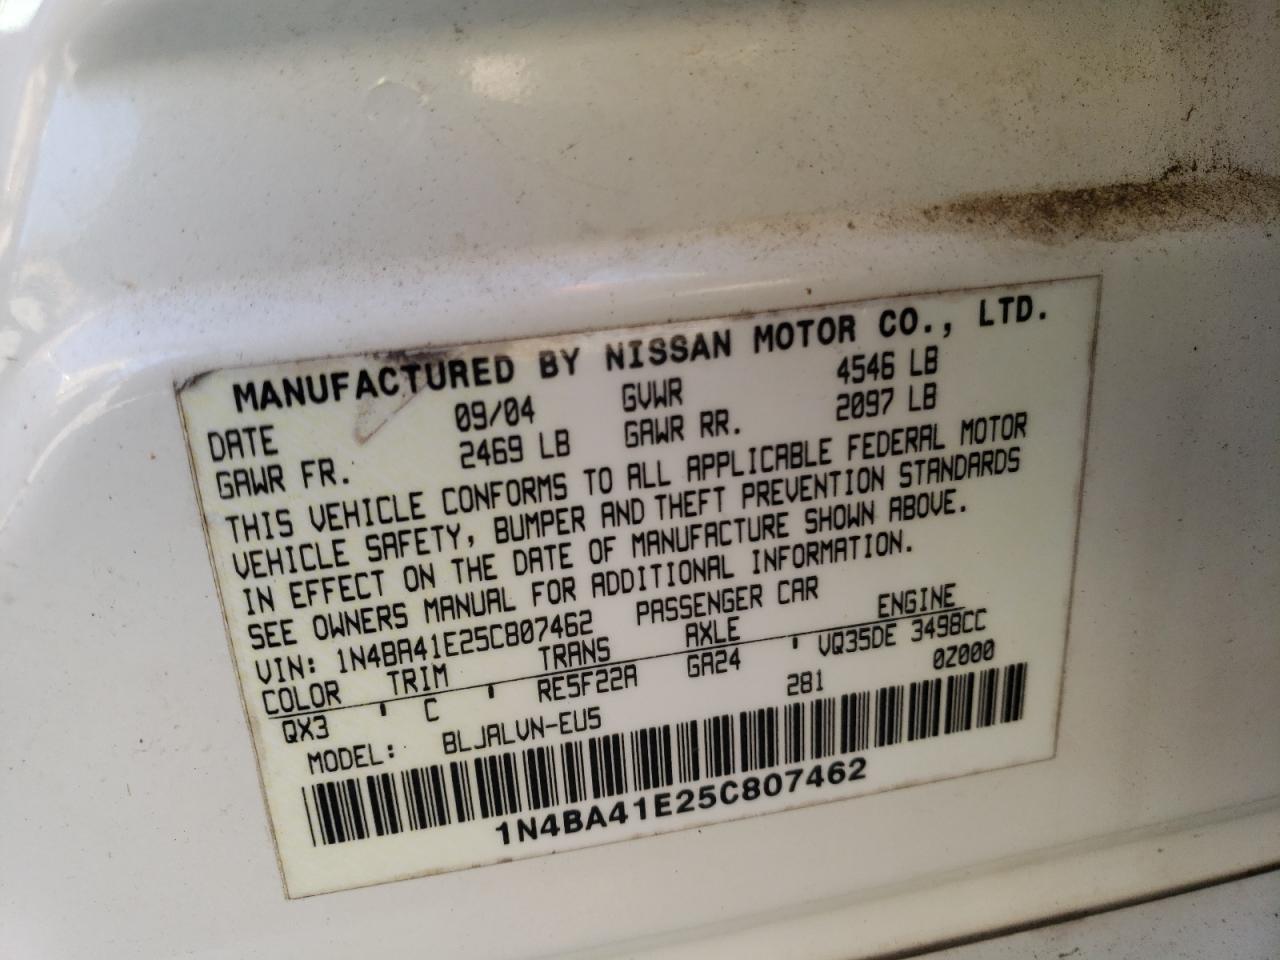 MANUFACTURED BY NISSAN MOTOR CO., LTD.
DATE 09/04 GVWR 4546 LB
GAWR FR. 2469 LB GAWR RR. 2097 LB
THIS VEHICLE CONFORMS TO ALL APPLICABLE FEDERAL MOTOR
VEHICLE SAFETY, BUMPER AND THEFT PREVENTION STANDARDS
IN EFFECT ON THE DATE OF MANUFACTURE SHOWN ABOVE.
SEE OWNERS MANUAL FOR ADDITIONAL INFORMATION.
VIN: 1N4BA41E25C807462 PASSENGER CAR
COLOR TRIM TRANS AXLE ENGINE
QX3 C RE5F22A GA24 VQ35DE 3498CC
MODEL: BLJALVN-EU5 281 0Z000
1N4BA41E25C807462